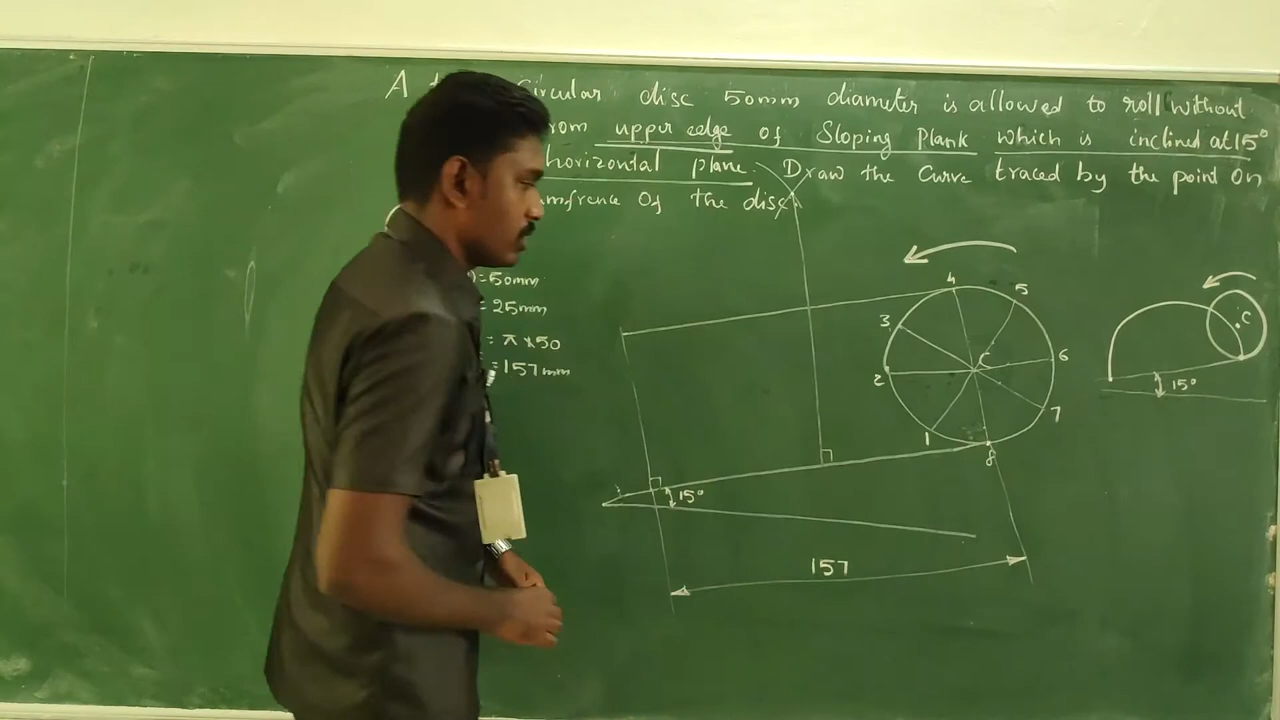 A Circular disc 50mm diameter is allowed to roll without
rom upper edge of Sloping Plank which is inclined at 15°
horizontal plane. Draw the Curve traced by the point On
mfrence Of the disc
=50mm
= 25mm
= π x 50
=157mm
4
5
3
C
6
2
7
1
8
15°
157
C
15°